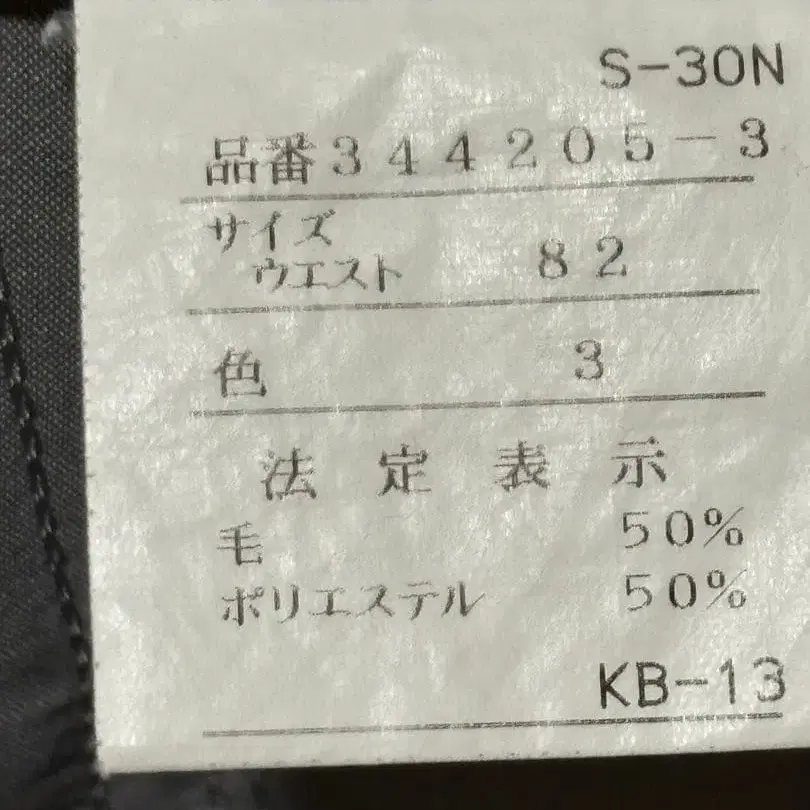 S-30N
品番344205-3
サイズ
ウエスト 82
色 3
法定表示
毛 50%
ポリエステル 50%
KB-13